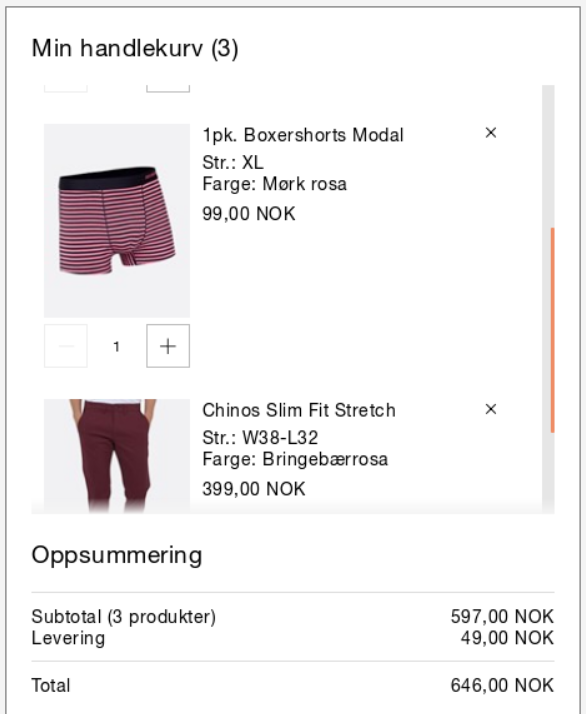 Min handlekurv (3)
1pk. Boxershorts Modal
Str.: XL
Farge: Mørk rosa
99,00 NOK
1
Chinos Slim Fit Stretch
Str.: W38-L32
Farge: Bringebærrosa
399,00 NOK
Oppsummering
Subtotal (3 produkter) 597,00 NOK
Levering 49,00 NOK
Total 646,00 NOK